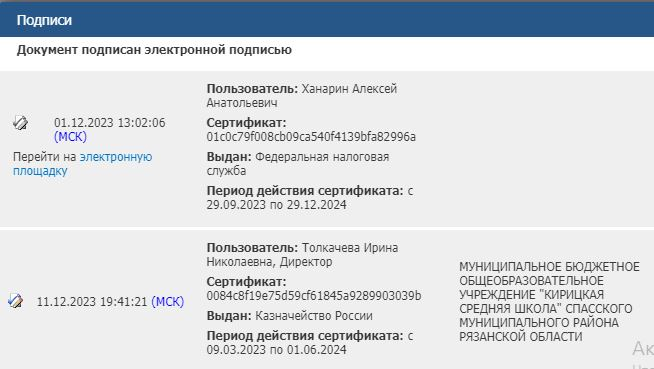 Подписи
Документ подписан электронной подписью
01.12.2023 13:02:06
(МСК)
Перейти на электронную
площадку
Пользователь: Ханарин Алексей
Анатольевич
Сертификат:
01c0c79f008cb09ca540f4139bfa82996a
Выдан: Федеральная налоговая
служба
Период действия сертификата: с
29.09.2023 по 29.12.2024
11.12.2023 19:41:21 (МСК)
Пользователь: Толкачева Ирина
Николаевна, Директор
Сертификат:
0084c8f19e75d59cf61845a9289903039b
Выдан: Казначейство России
Период действия сертификата: с
09.03.2023 по 01.06.2024
МУНИЦИПАЛЬНОЕ БЮДЖЕТНОЕ
ОБЩЕОБРАЗОВАТЕЛЬНОЕ
УЧРЕЖДЕНИЕ "КИРИЦКАЯ
СРЕДНЯЯ ШКОЛА" СПАССКОГО
МУНИЦИПАЛЬНОГО РАЙОНА
РЯЗАНСКОЙ ОБЛАСТИ
Ак